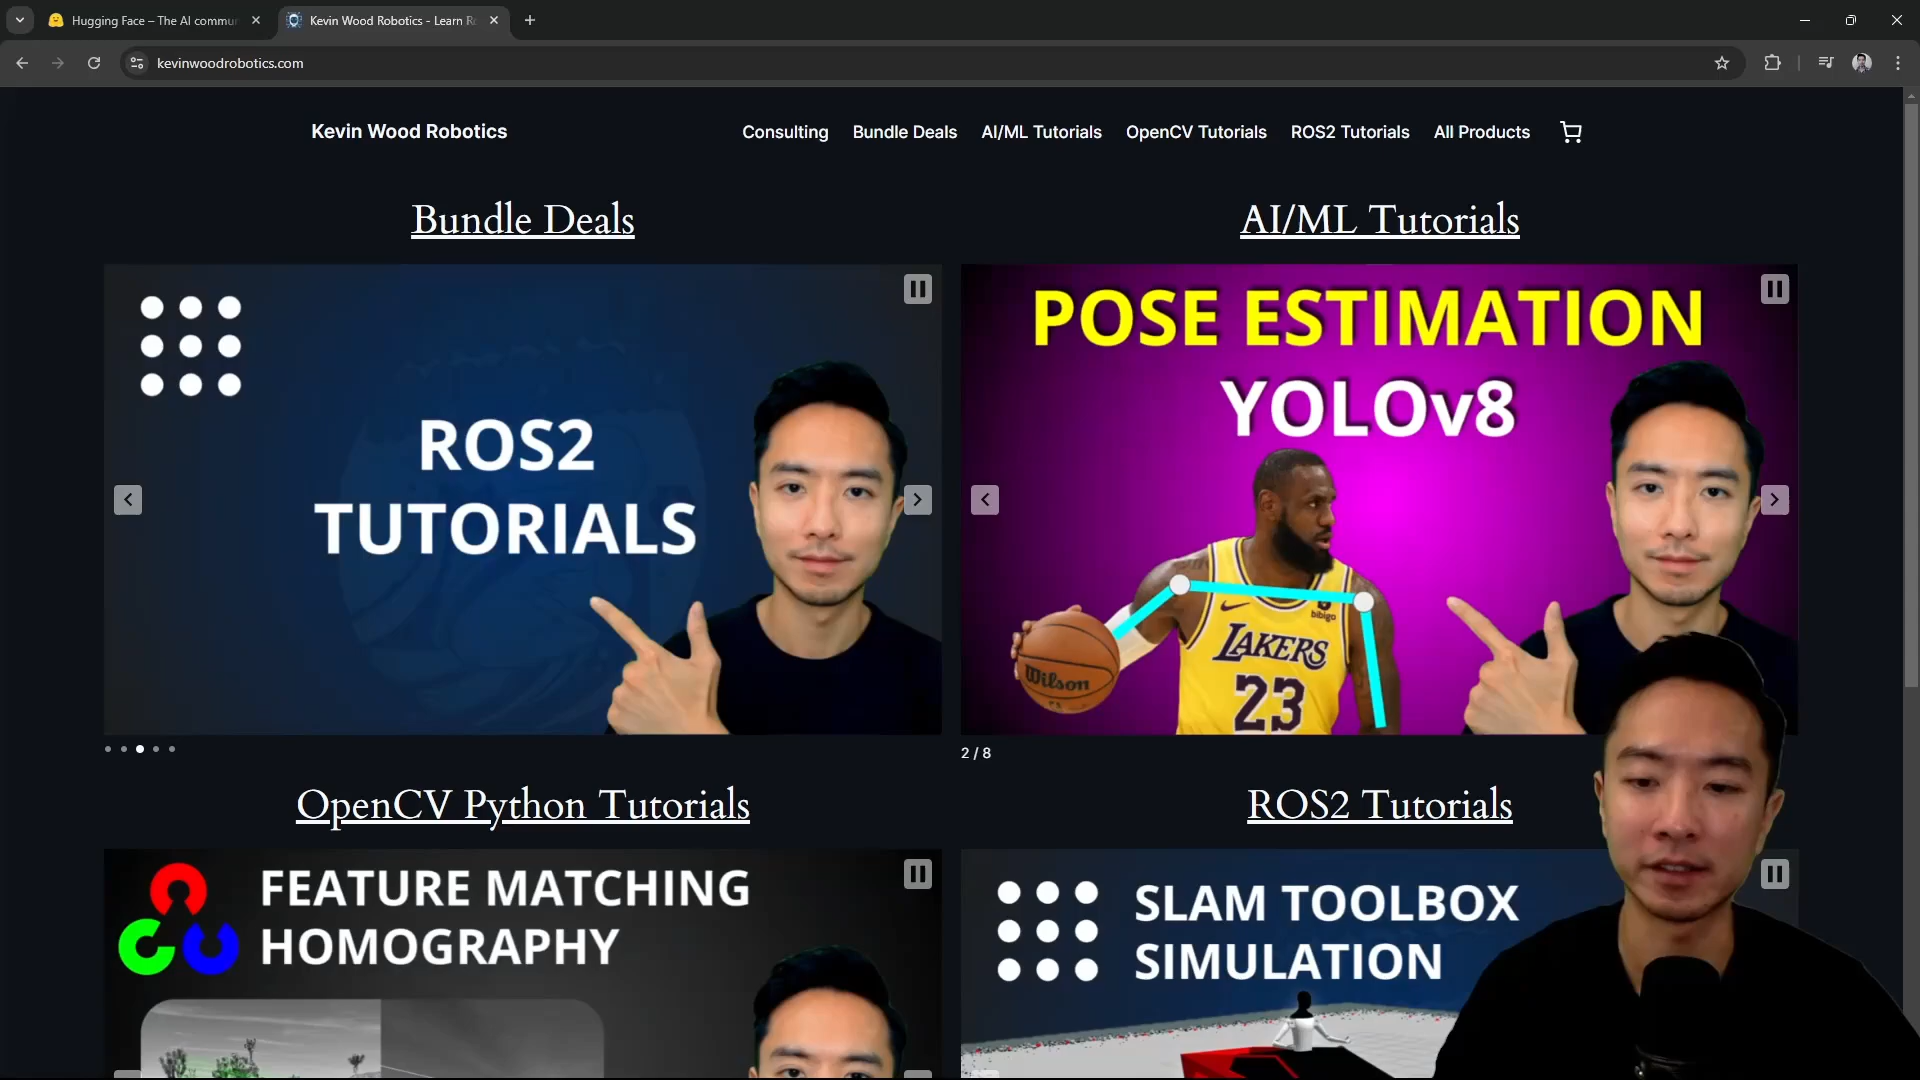 Hugging Face – The AI commu
Kevin Wood Robotics - Learn R
kevinwoodrobotics.com
Kevin Wood Robotics
Consulting
Bundle Deals
AI/ML Tutorials
OpenCV Tutorials
ROS2 Tutorials
All Products
Bundle Deals
AI/ML Tutorials
ROS2
TUTORIALS
POSE ESTIMATION
YOLOv8
bibigo
LAKERS
Wilson
23
2 / 8
OpenCV Python Tutorials
ROS2 Tutorials
FEATURE MATCHING
HOMOGRAPHY
SLAM TOOLBOX
SIMULATION